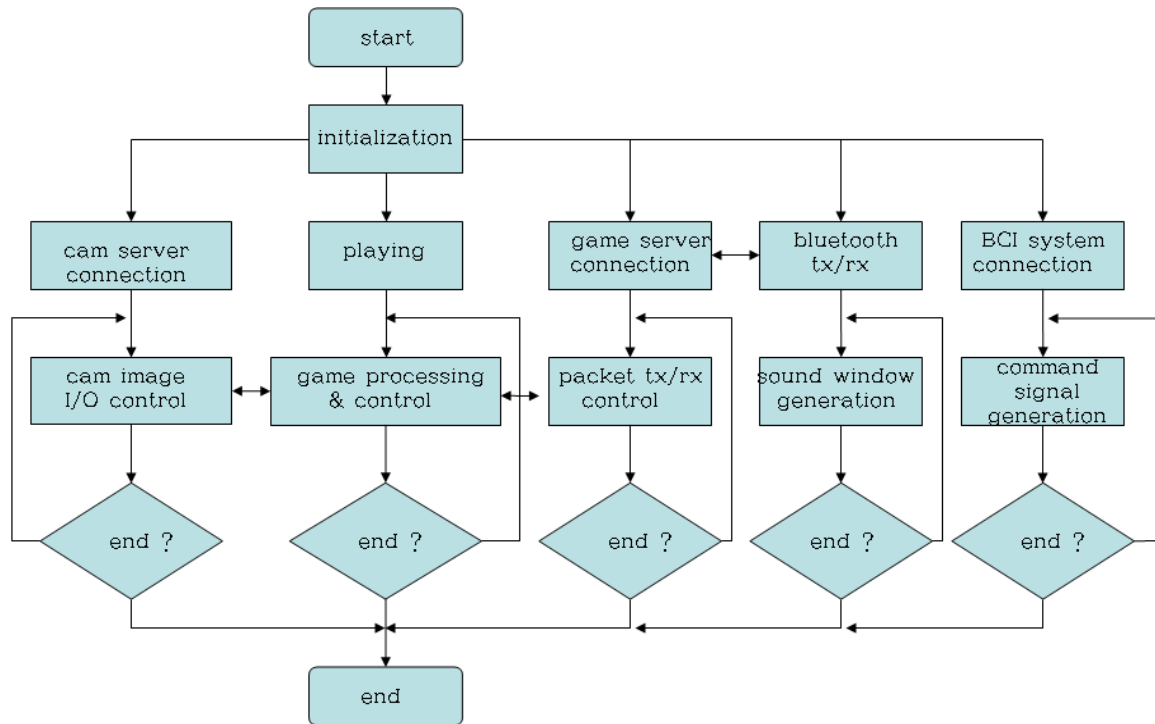 start
initialization
cam server
connection
playing
game server
connection
bluetooth
tx/rx
BCI system
connection
cam image
I/O control
game processing
& control
packet tx/rx
control
sound window
generation
command
signal
generation
end ?
end ?
end ?
end ?
end ?
end